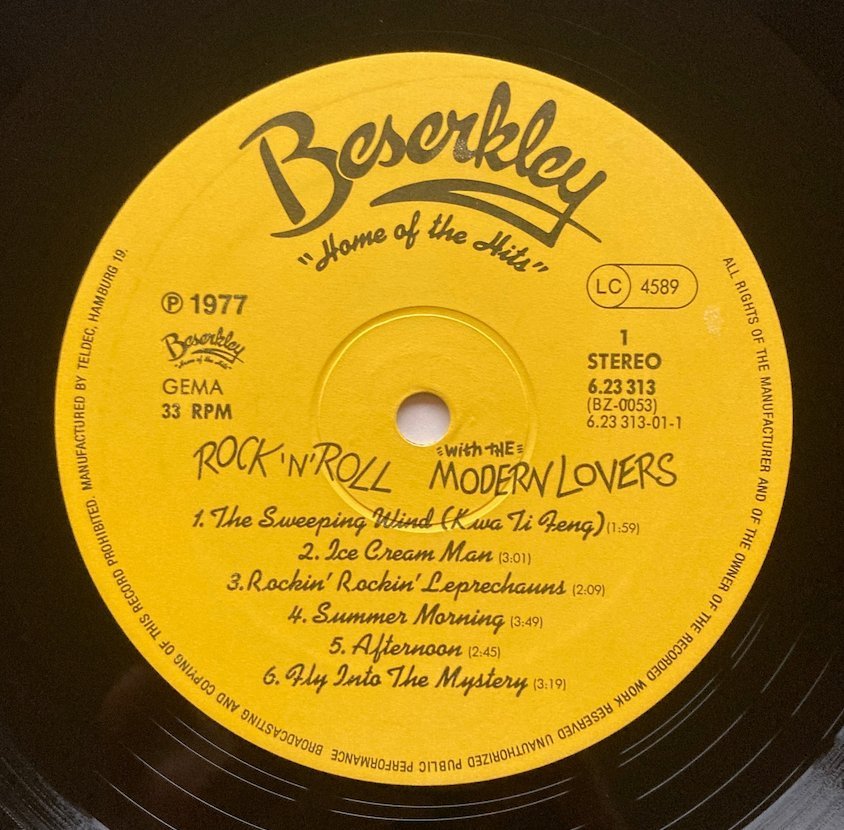 Beserkley
"Home of the Hits"
℗ 1977
Beserkley
"Home of the Hits"
GEMA
33 RPM
LC 4589
1
STEREO
6.23 313
(BZ-0053)
6.23 313-01-1
ROCK 'N' ROLL with THE MODERN LOVERS
1. The Sweeping Wind (Kwa Ti Feng) (1:59)
2. Ice Cream Man (3:01)
3. Rockin' Rockin' Leprechauns (2:09)
4. Summer Morning (3:49)
5. Afternoon (2:45)
6. Fly Into The Mystery (3:19)
ALL RIGHTS OF THE MANUFACTURER AND OF THE OWNER OF THE RECORDED WORK RESERVED UNAUTHORIZED PUBLIC PERFORMANCE BROADCASTING AND COPYING OF THIS RECORD PROHIBITED. MANUFACTURED BY TELDEC, HAMBURG 19.